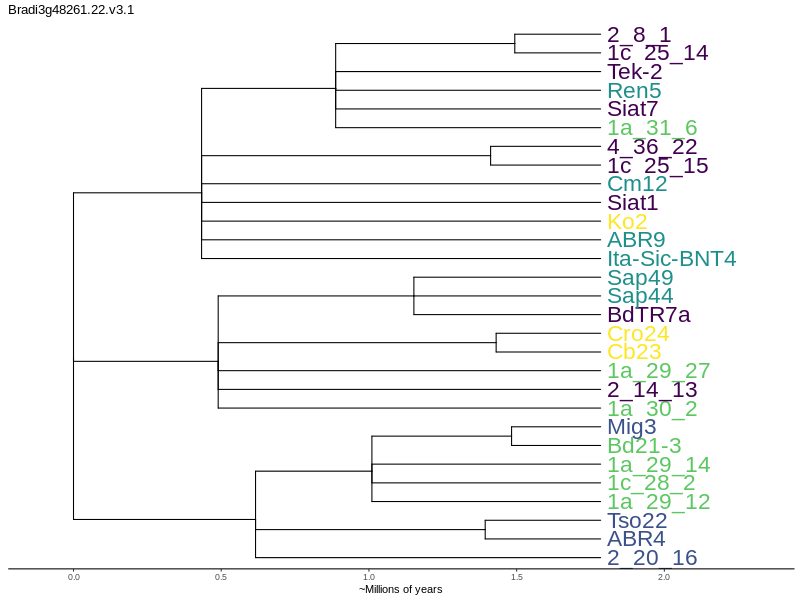 Bradi3g48261.22.v3.1
2_8_1
1c_25_14
Tek-2
Ren5
Siat7
1a_31_6
4_36_22
1c_25_15
Cm12
Siat1
Ko2
ABR9
Ita-Sic-BNT4
Sap49
Sap44
BdTR7a
Cro24
Cb23
1a_29_27
2_14_13
1a_30_2
Mig3
Bd21-3
1a_29_14
1c_28_2
1a_29_12
Tso22
ABR4
2_20_16
0.0 0.5 1.0 1.5 2.0
~Millions of years